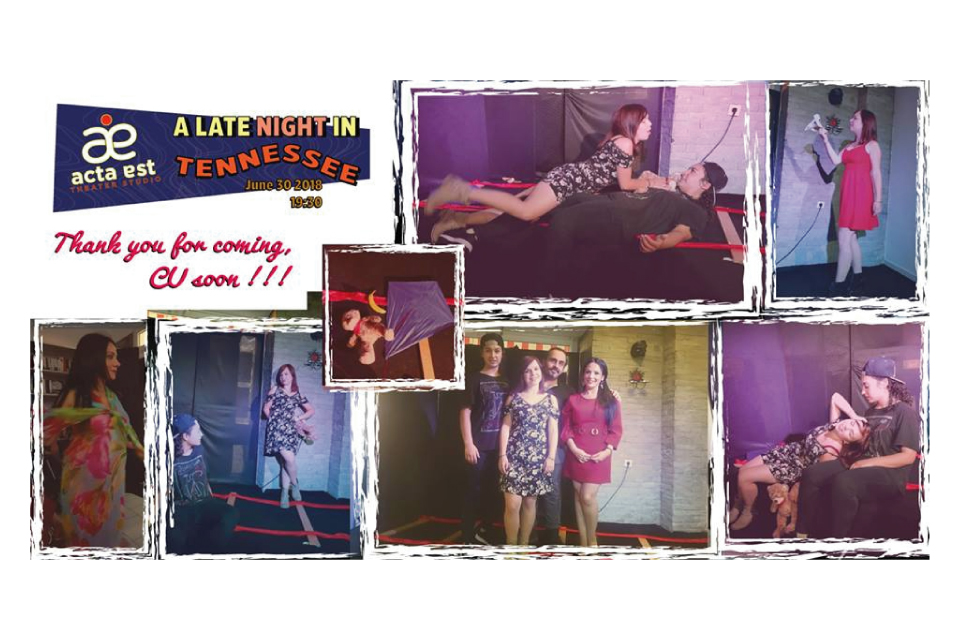 æ
acta est
THEATER STUDIO
A LATE NIGHT IN
TENNESSEE
June 30 2018
19:30
Thank you for coming,
CU soon !!!